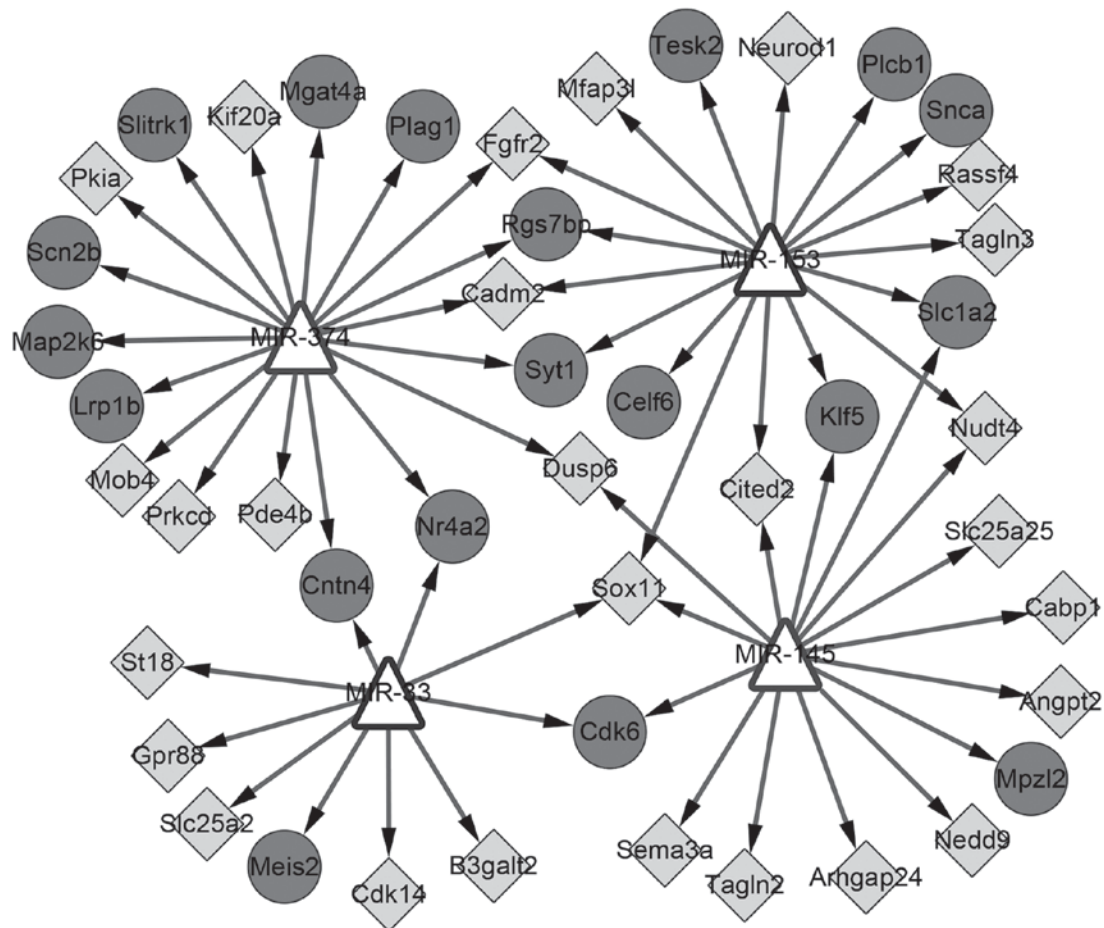 Tesk2
Neurod1
Plcb1
Mfap3l
Mgat4a
Kif20a
Slitrk1
Plag1
Snca
Fgfr2
Pkia
Rassf4
Rgs7bp
Tagln3
Scn2b
MIR-153
Cadm2
Slc1a2
MIR-374
Map2k6
Syt1
Lrp1b
Celf6
Klf5
Nudt4
Dusp6
Mob4
Cited2
Prkcd
Pde4b
Nr4a2
Slc25a25
Cntn4
Sox11
Cabp1
MIR-145
St18
MIR-33
Angpt2
Cdk6
Gpr88
Mpzl2
Slc25a2
Nedd9
Sema3a
Meis2
B3galt2
Arhgap24
Tagln2
Cdk14